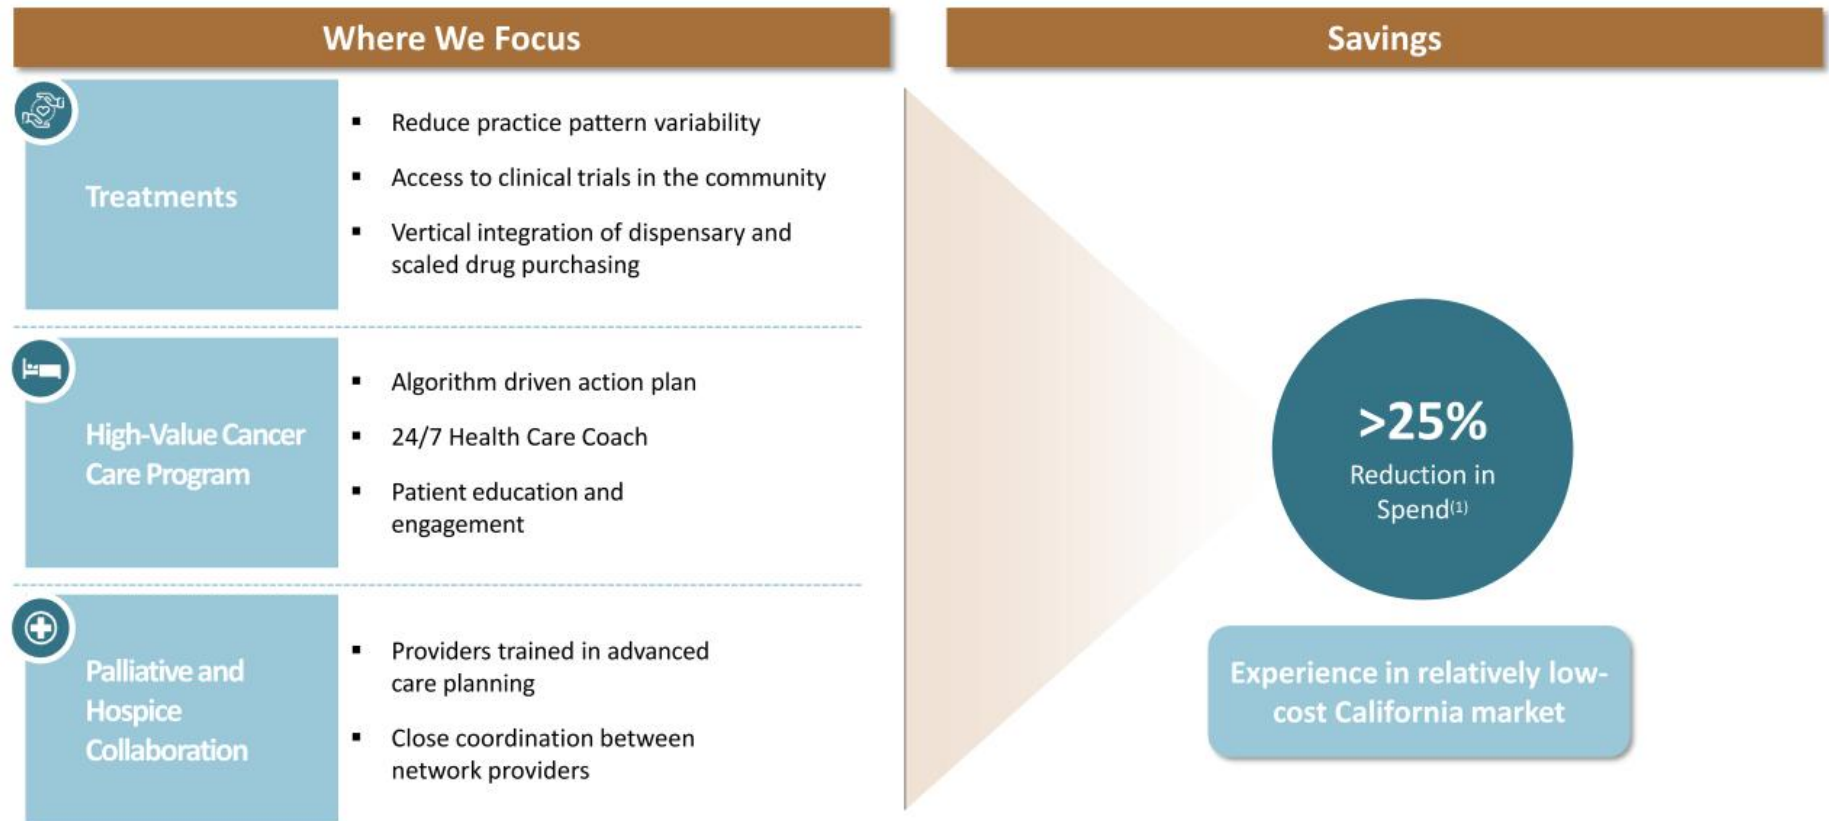 Where We Focus
Savings
Treatments
▪ Reduce practice pattern variability
▪ Access to clinical trials in the community
▪ Vertical integration of dispensary and
scaled drug purchasing
High-Value Cancer
Care Program
▪ Algorithm driven action plan
▪ 24/7 Health Care Coach
▪ Patient education and
engagement
Palliative and
Hospice
Collaboration
▪ Providers trained in advanced
care planning
▪ Close coordination between
network providers
>25%
Reduction in
Spend(1)
Experience in relatively low-
cost California market